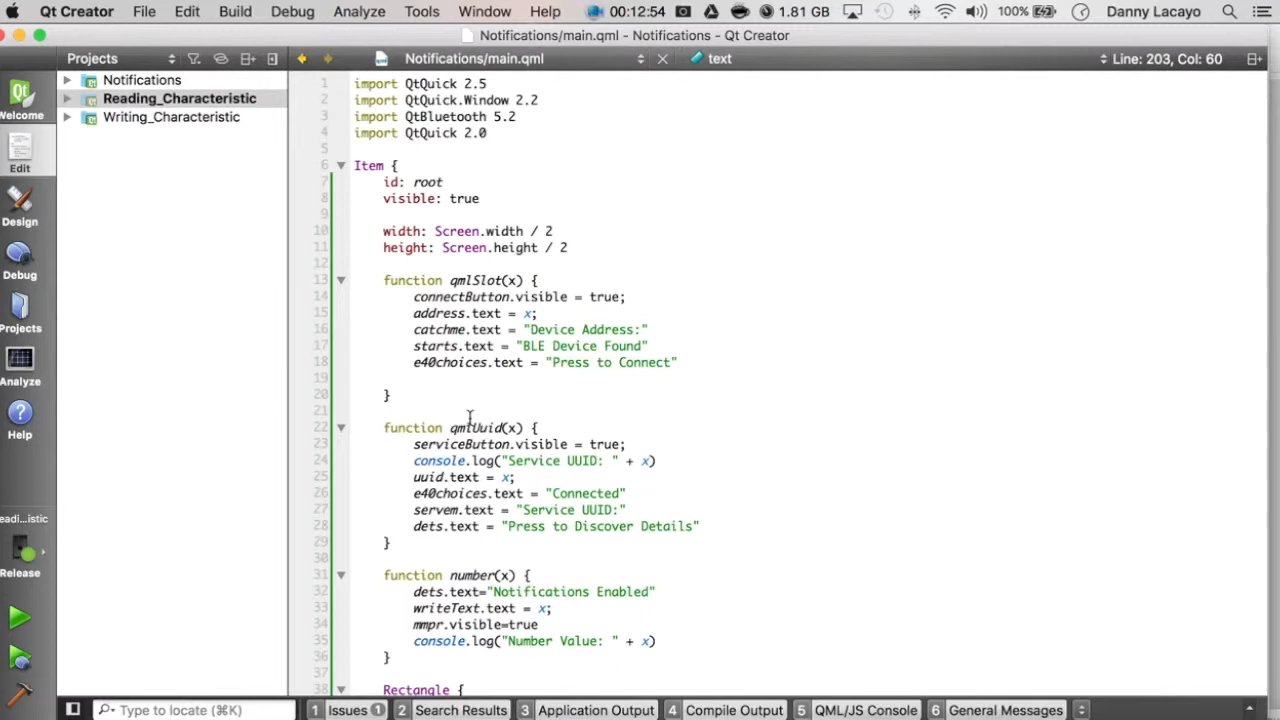 Qt Creator File Edit Build Debug Analyze Tools Window Help 00:12:54 1.81 GB 100% Danny Lacayo
Notifications/main.qml - Notifications - Qt Creator
Projects Notifications/main.qml text Line: 203, Col: 60
Notifications
Reading_Characteristic
Writing_Characteristic
Welcome
Edit
Design
Debug
Projects
Analyze
Help
eadi...istic
Release
1 import QtQuick 2.5
2 import QtQuick.Window 2.2
3 import QtBluetooth 5.2
4 import QtQuick 2.0
5
6 Item {
7 id: root
8 visible: true
9
10 width: Screen.width / 2
11 height: Screen.height / 2
12
13 function qmlSlot(x) {
14 connectButton.visible = true;
15 address.text = x;
16 catchme.text = "Device Address:"
17 starts.text = "BLE Device Found"
18 e40choices.text = "Press to Connect"
19
20 }
21
22 function qmlUuid(x) {
23 serviceButton.visible = true;
24 console.log("Service UUID: " + x)
25 uuid.text = x;
26 e40choices.text = "Connected"
27 servem.text = "Service UUID:"
28 dets.text = "Press to Discover Details"
29 }
30
31 function number(x) {
32 dets.text="Notifications Enabled"
33 writeText.text = x;
34 mmpr.visible=true
35 console.log("Number Value: " + x)
36 }
37
38 Rectangle {
Type to locate (⌘K) 1 Issues 1 2 Search Results 3 Application Output 4 Compile Output 5 QML/JS Console 6 General Messages